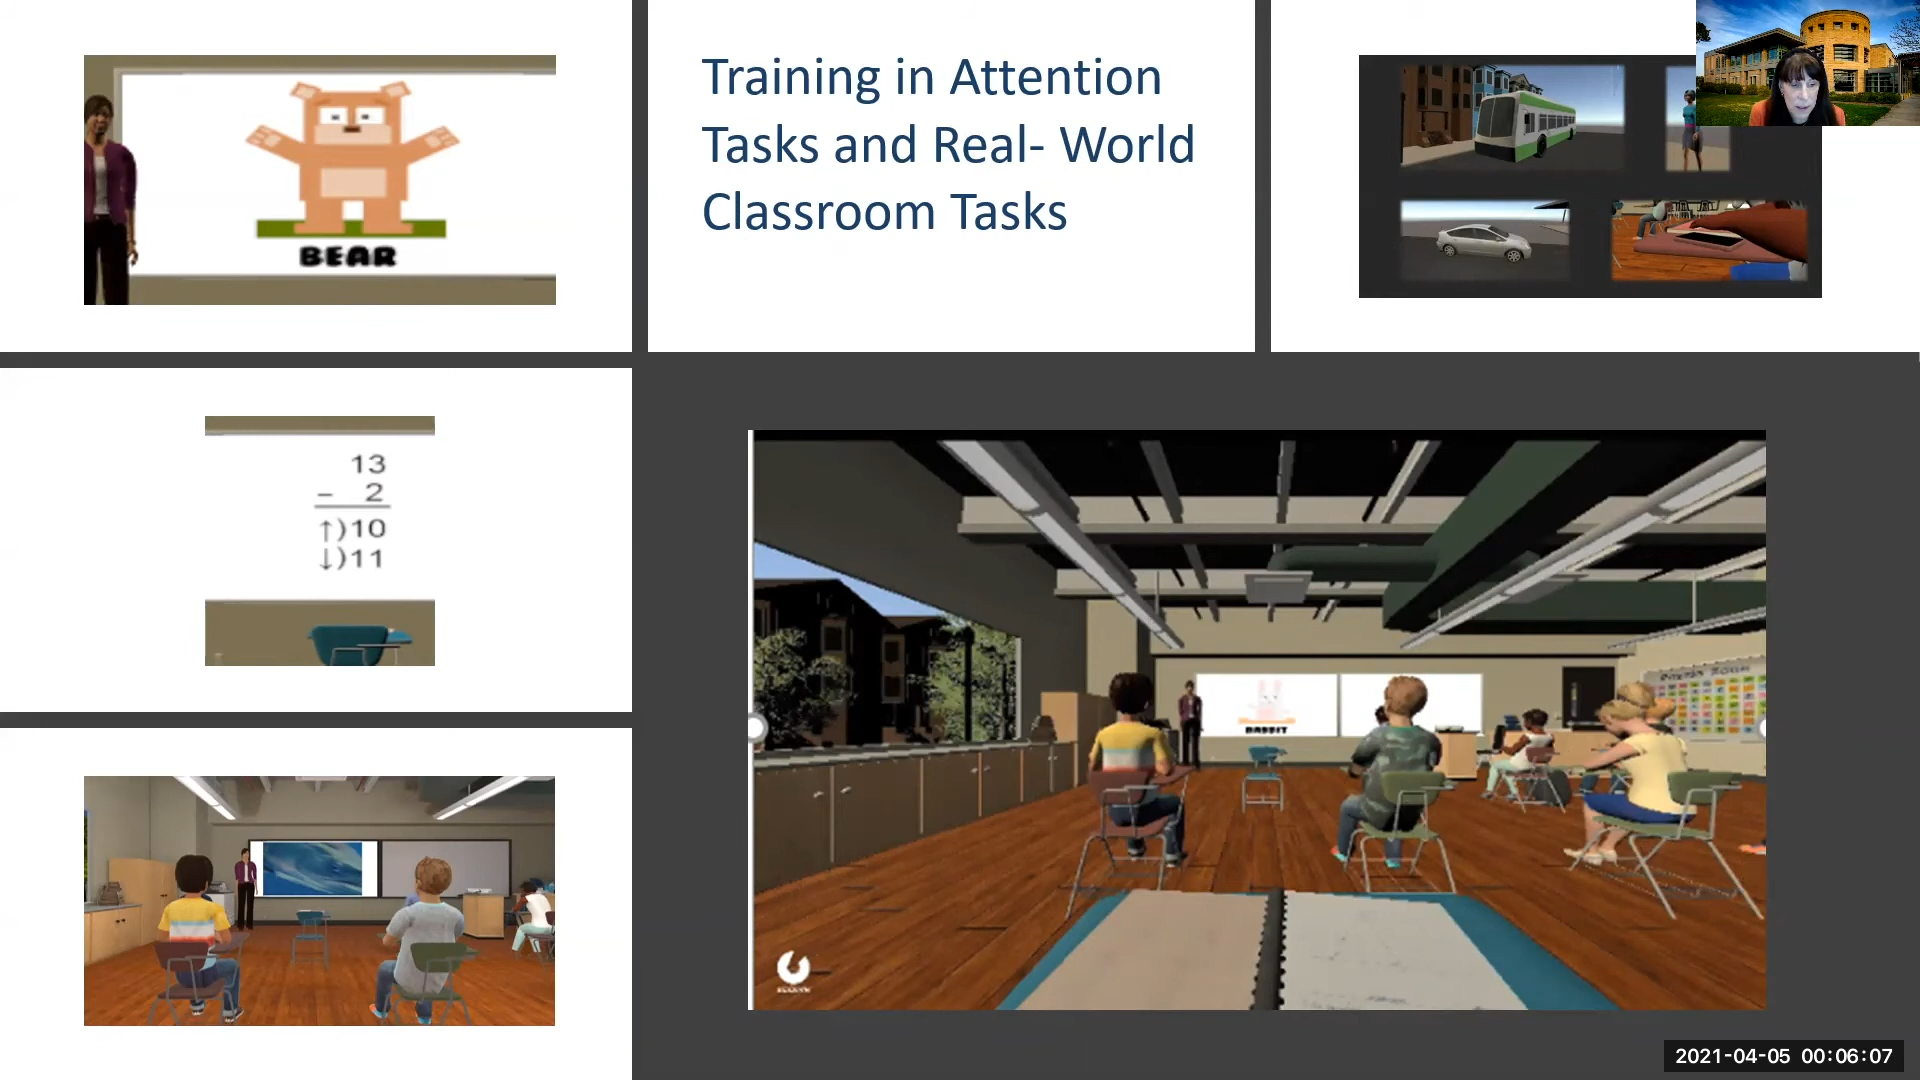 BEAR
Training in Attention
Tasks and Real- World
Classroom Tasks
13
- 2
↑)10
↓)11
RABBIT
2021-04-05 00:06:07